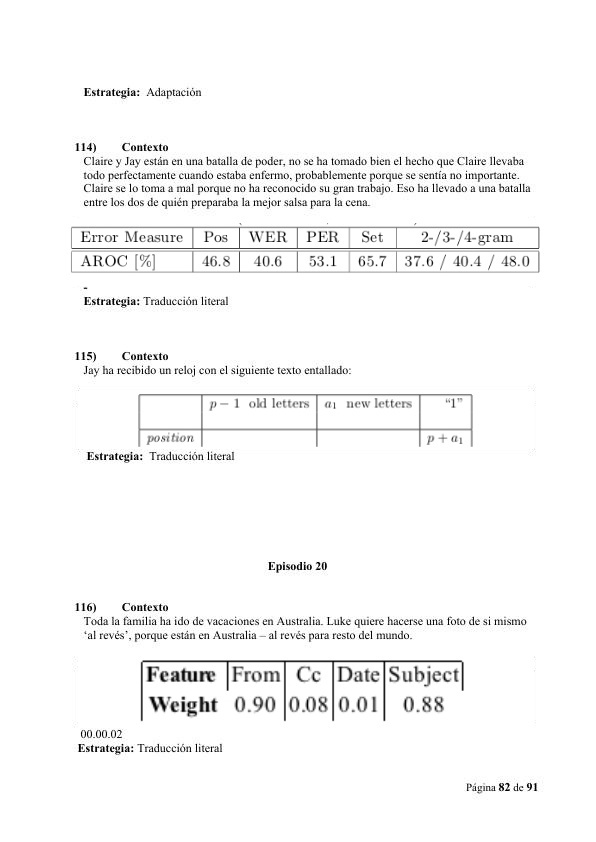 Estrategia: Adaptación
114) Contexto
Claire y Jay están en una batalla de poder, no se ha tomado bien el hecho que Claire llevaba
todo perfectamente cuando estaba enfermo, probablemente porque se sentía no importante.
Claire se lo toma a mal porque no ha reconocido su gran trabajo. Eso ha llevado a una batalla
entre los dos de quién preparaba la mejor salsa para la cena.
Error Measure Pos WER PER Set 2-/3-/4-gram
AROC [%] 46.8 40.6 53.1 65.7 37.6 / 40.4 / 48.0
-
Estrategia: Traducción literal
115) Contexto
Jay ha recibido un reloj con el siguiente texto entallado:
p − 1 old letters a₁ new letters “1”
position p + a₁
Estrategia: Traducción literal
Episodio 20
116) Contexto
Toda la familia ha ido de vacaciones en Australia. Luke quiere hacerse una foto de si mismo
‘al revés’, porque están en Australia – al revés para resto del mundo.
Feature From Cc Date Subject
Weight 0.90 0.08 0.01 0.88
00.00.02
Estrategia: Traducción literal
Página 82 de 91